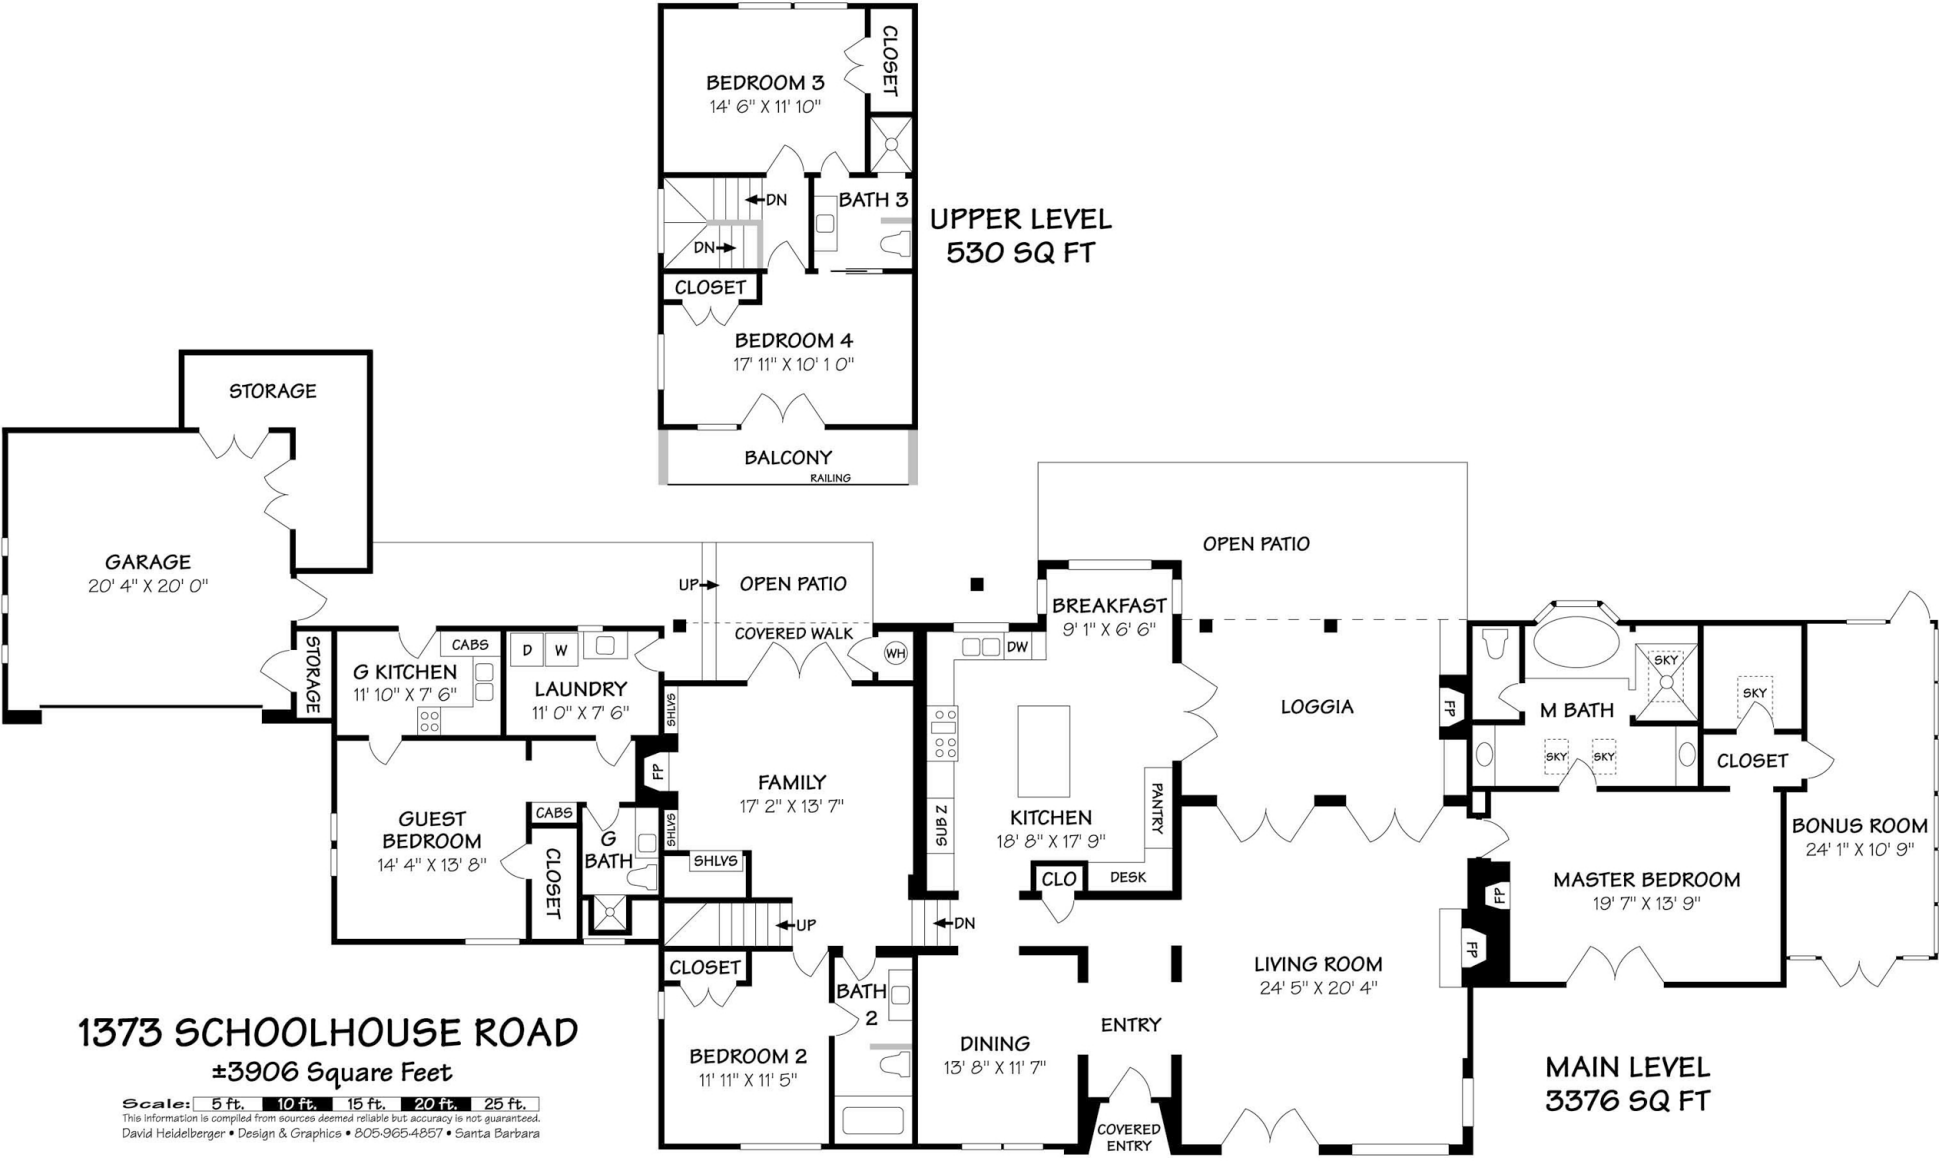 BEDROOM 3
14' 6" X 11' 10"
CLOSET
DN
DN
BATH 3
UPPER LEVEL
530 SQ FT
CLOSET
BEDROOM 4
17' 11" X 10' 1 0"
BALCONY
RAILING
STORAGE
GARAGE
20' 4" X 20' 0"
STORAGE
UP
OPEN PATIO
COVERED WALK
WH
OPEN PATIO
BREAKFAST
9' 1" X 6' 6"
G KITCHEN
11' 10" X 7' 6"
CABS
D
W
LAUNDRY
11' 0" X 7' 6"
SHLVS
FP
SHLVS
SHLVS
FAMILY
17' 2" X 13' 7"
DW
SUB Z
KITCHEN
18' 8" X 17' 9"
PANTRY
CLO
DESK
LOGGIA
FP
M BATH
SKY
SKY
SKY
SKY
CLOSET
BONUS ROOM
24' 1" X 10' 9"
GUEST
BEDROOM
14' 4" X 13' 8"
CABS
CLOSET
G
BATH
UP
DN
MASTER BEDROOM
19' 7" X 13' 9"
FP
FP
LIVING ROOM
24' 5" X 20' 4"
CLOSET
BATH
2
BEDROOM 2
11' 11" X 11' 5"
DINING
13' 8" X 11' 7"
ENTRY
COVERED
ENTRY
MAIN LEVEL
3376 SQ FT
1373 SCHOOLHOUSE ROAD
±3906 Square Feet
Scale: 5 ft. 10 ft. 15 ft. 20 ft. 25 ft.
This information is compiled from sources deemed reliable but accuracy is not guaranteed.
David Heidelberger • Design & Graphics • 805-965-4857 • Santa Barbara